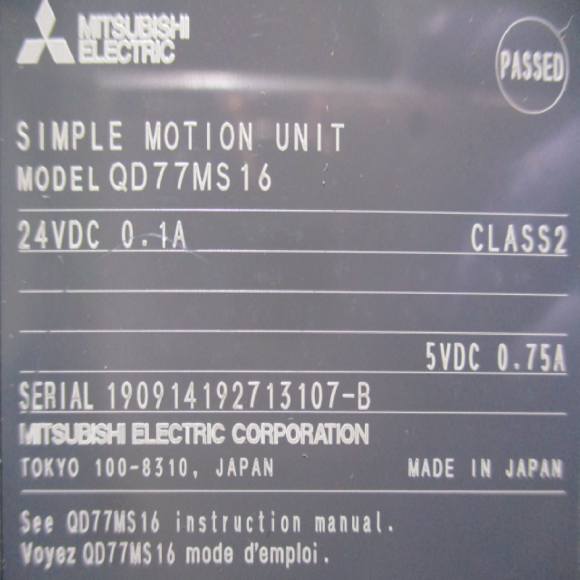 MITSUBISHI
ELECTRIC
PASSED
SIMPLE MOTION UNIT
MODEL QD77MS16
24VDC 0.1A CLASS2
5VDC 0.75A
SERIAL 190914192713107-B
MITSUBISHI ELECTRIC CORPORATION
TOKYO 100-8310, JAPAN MADE IN JAPAN
See QD77MS16 instruction manual.
Voyez QD77MS16 mode d'emploi.